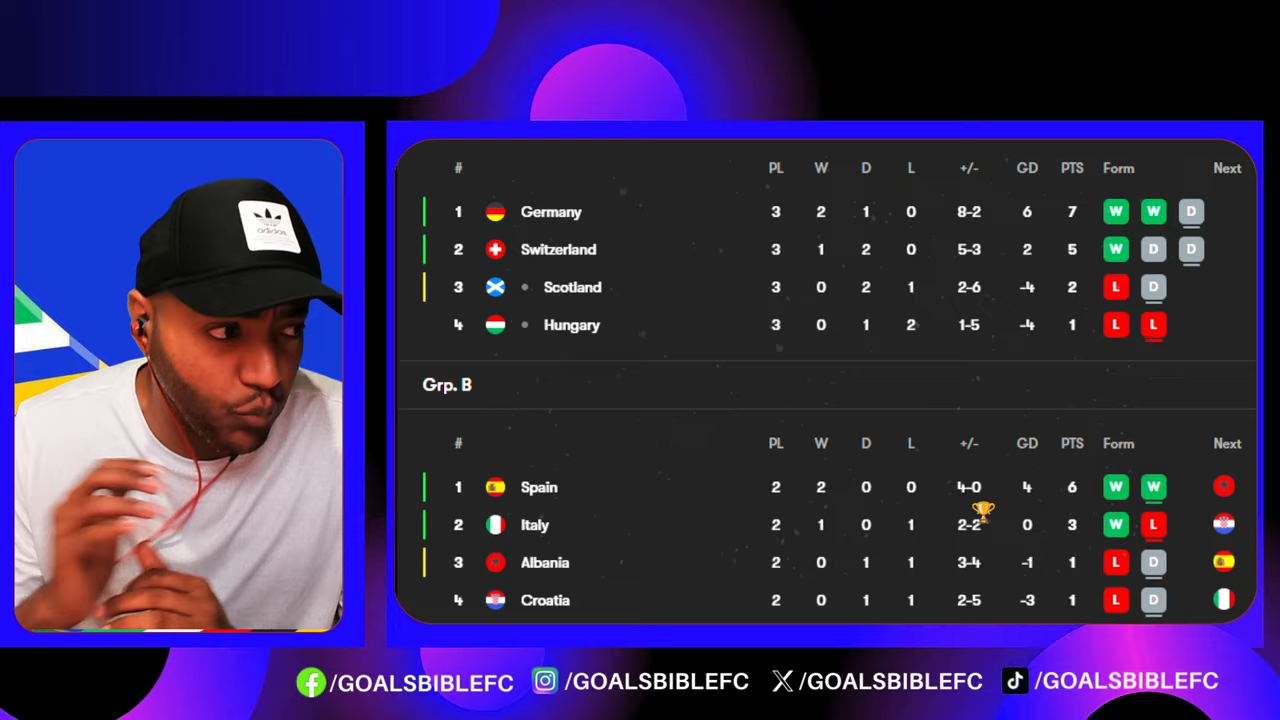 adidas
# PL W D L +/- GD PTS Form Next
1 Germany 3 2 1 0 8-2 6 7 W W D
2 Switzerland 3 1 2 0 5-3 2 5 W D D
3 Scotland 3 0 2 1 2-6 -4 2 L D
4 Hungary 3 0 1 2 1-5 -4 1 L L
Grp. B
# PL W D L +/- GD PTS Form Next
1 Spain 2 2 0 0 4-0 4 6 W W
2 Italy 2 1 0 1 2-2 0 3 W L
3 Albania 2 0 1 1 3-4 -1 1 L D
4 Croatia 2 0 1 1 2-5 -3 1 L D
/GOALSBIBLEFC /GOALSBIBLEFC /GOALSBIBLEFC /GOALSBIBLEFC